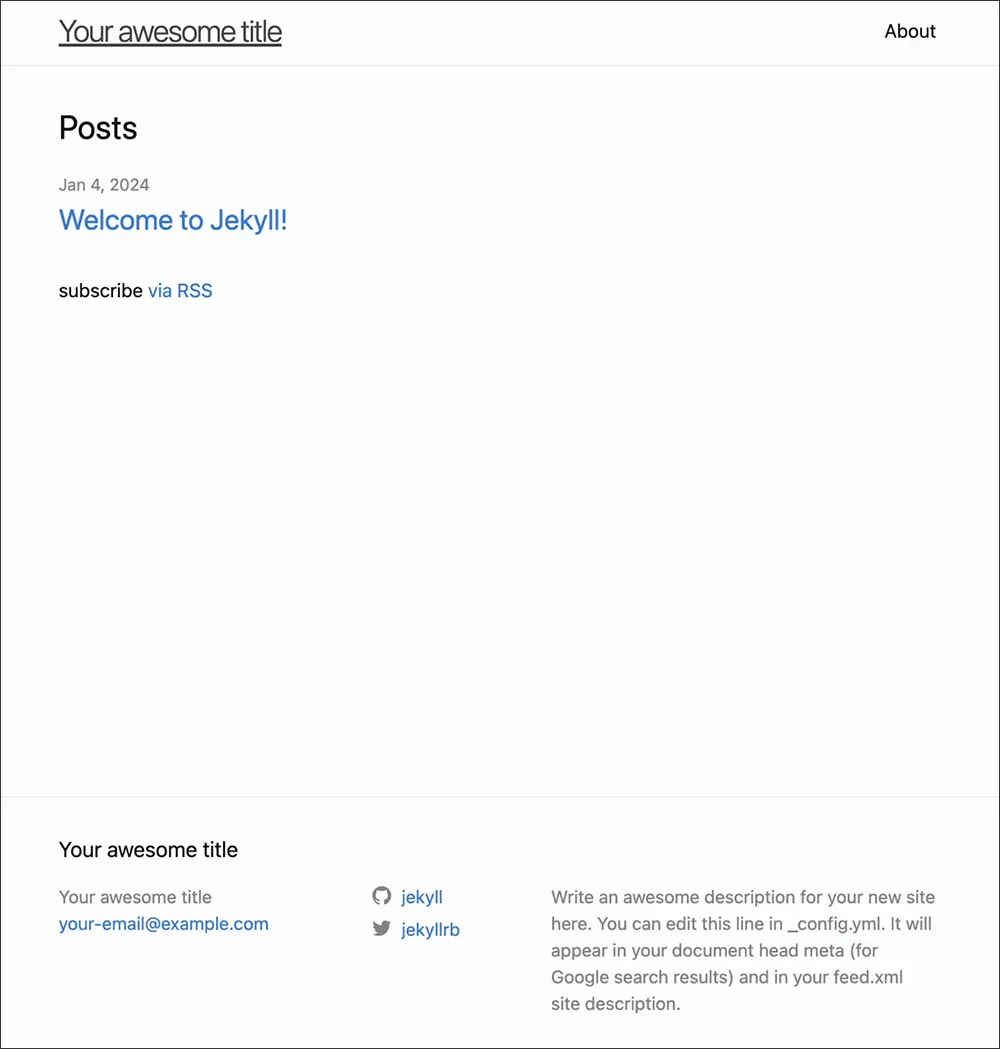 Your awesome title
About
Posts
Jan 4, 2024
Welcome to Jekyll!
subscribe via RSS
Your awesome title
Your awesome title
your-email@example.com
jekyll
jekyllrb
Write an awesome description for your new site
here. You can edit this line in _config.yml. It will
appear in your document head meta (for
Google search results) and in your feed.xml
site description.